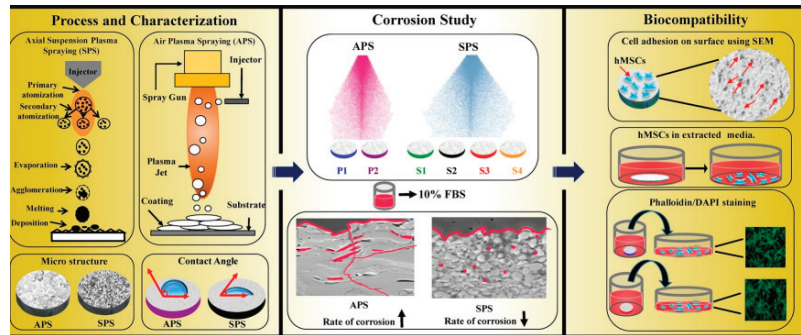 Process and Characterization
Axial Suspension Plasma
Spraying (SPS)
Injector
Primary
atomization
Secondary
atomization
Evaporation
Agglomeration
Melting
Deposition
Air Plasma Spraying (APS)
Injector
Spray Gun
Plasma
Jet
Coating
Substrate
Micro structure
APS
SPS
Contact Angle
APS
SPS
Corrosion Study
APS
SPS
P1
P2
S1
S2
S3
S4
10% FBS
APS
Rate of corrosion
SPS
Rate of corrosion
Biocompatibility
Cell adhesion on surface using SEM
hMSCs
hMSCs in extracted media.
Phalloidin/DAPI staining